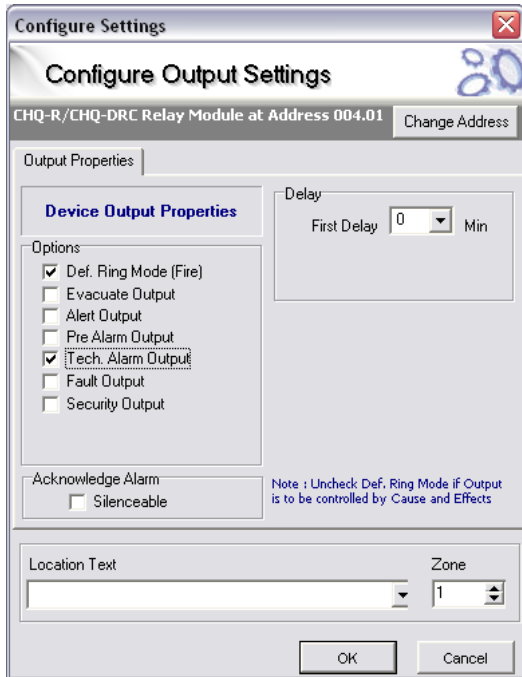 Configure Settings
Configure Output Settings
CHQ-R/CHQ-DRC Relay Module at Address 004.01
Change Address
Output Properties
Device Output Properties
Options
Def. Ring Mode (Fire)
Evacuate Output
Alert Output
Pre Alarm Output
Tech. Alarm Output
Fault Output
Security Output
Delay
First Delay 0 Min
Acknowledge Alarm
Silenceable
Note : Uncheck Def. Ring Mode if Output
is to be controlled by Cause and Effects
Location Text
Zone
1
OK
Cancel